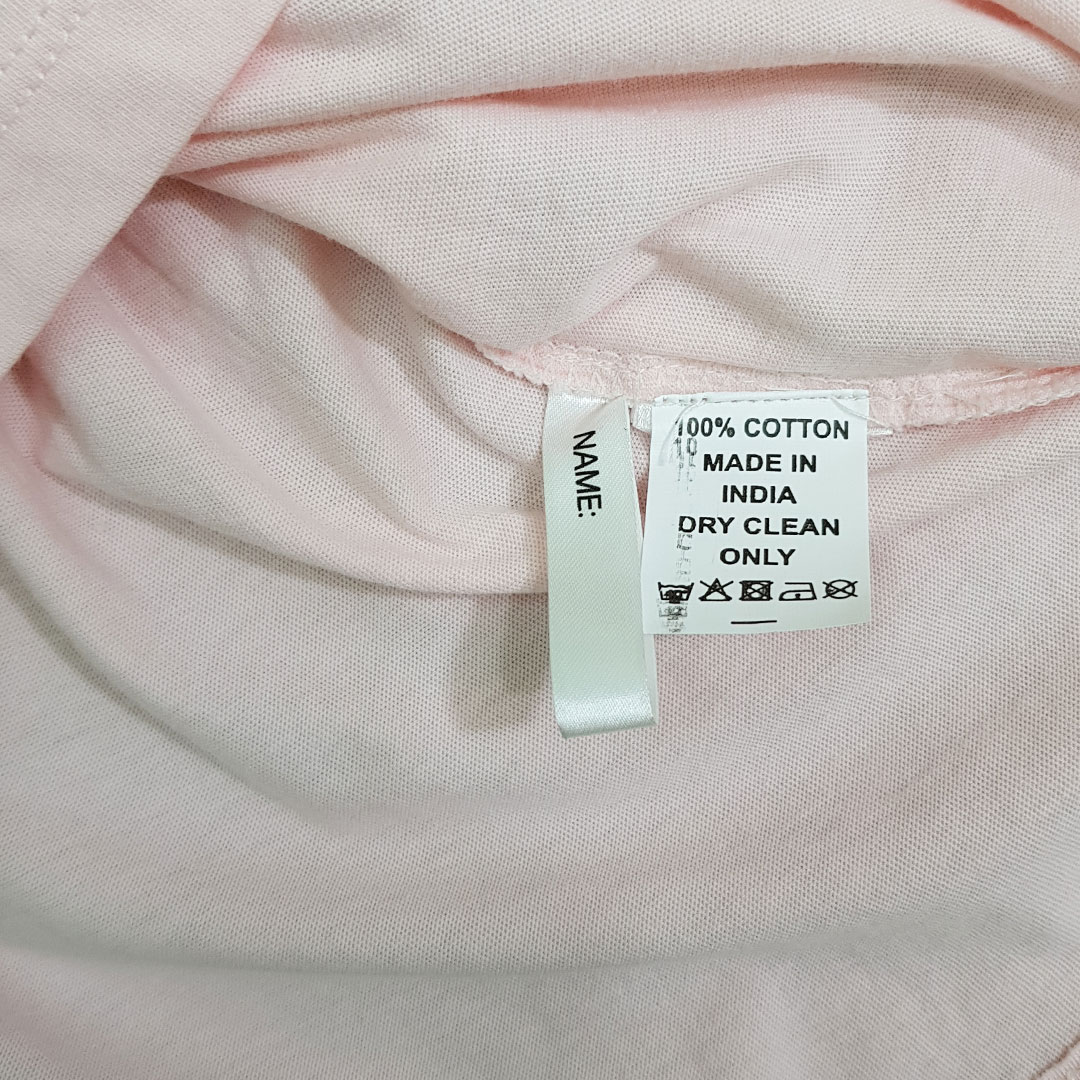 NAME:
100% COTTON
MADE IN
INDIA
DRY CLEAN
ONLY